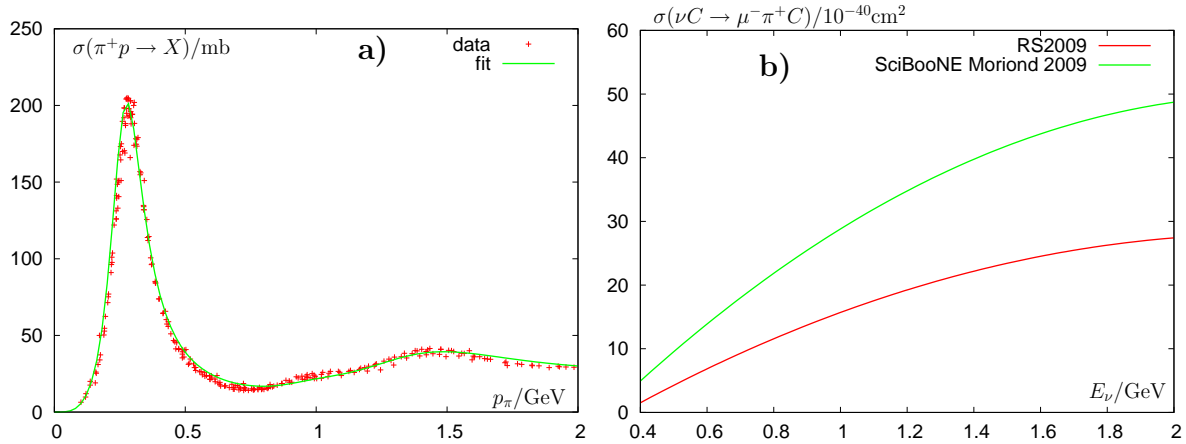 σ(π⁺p → X)/mb
a)
data
fit
250
200
150
100
50
0
0
0.5
1
1.5
2
p_π/GeV
σ(νC → μ⁻π⁺C)/10⁻⁴⁰cm²
b)
RS2009
SciBooNE Moriond 2009
60
50
40
30
20
10
0
0.4
0.6
0.8
1
1.2
1.4
1.6
1.8
2
E_ν/GeV